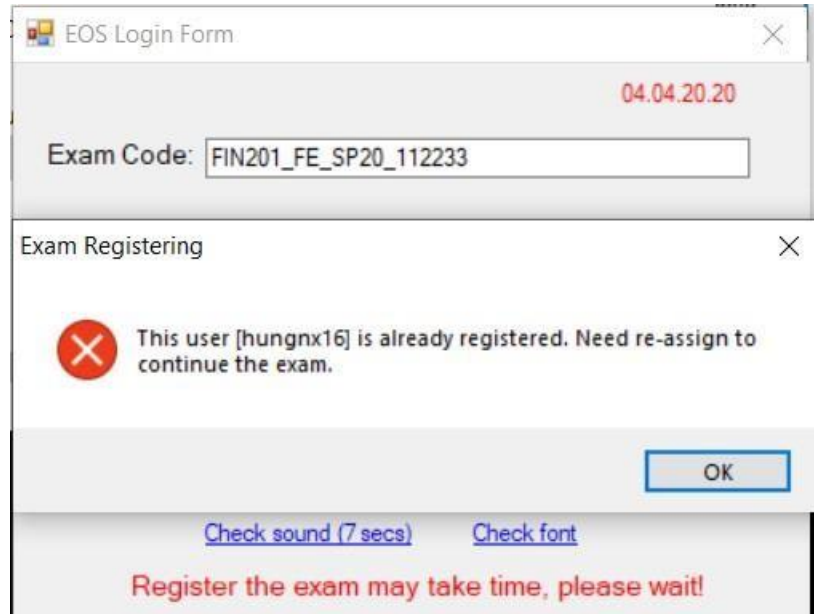 EOS Login Form
04.04.20.20
Exam Code: FIN201_FE_SP20_112233
Exam Registering
This user [hungnx16] is already registered. Need re-assign to
continue the exam.
OK
Check sound (7 secs) Check font
Register the exam may take time, please wait!